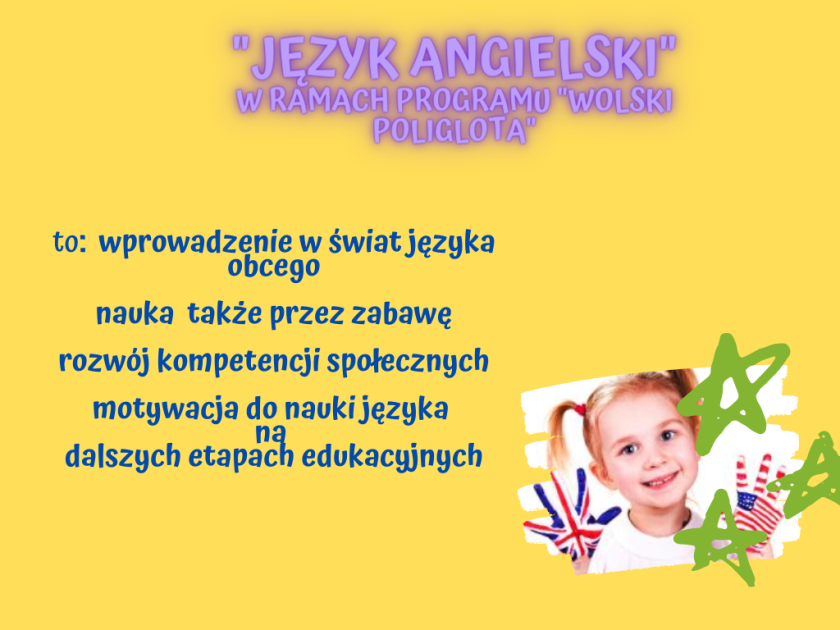 "JĘZYK ANGIELSKI"
W RAMACH PROGRAMU "WOLSKI
POLIGLOTA"
to: wprowadzenie w świat języka
obcego
nauka także przez zabawę
rozwój kompetencji społecznych
motywacja do nauki języka
na
dalszych etapach edukacyjnych